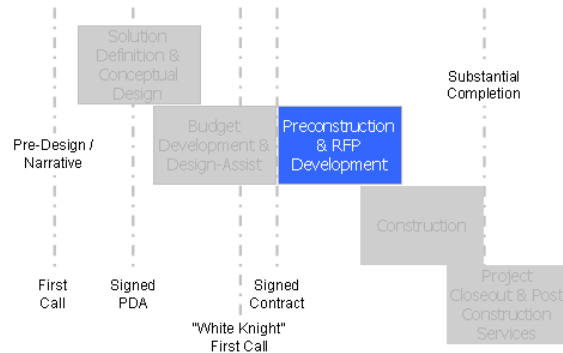 Solution
Definition &
Conceptual
Design
Substantial
Completion
Pre-Design /
Narrative
Budget
Development &
Design-Assist
Preconstruction
& RFP
Development
Construction
First
Call
Signed
PDA
Signed
Contract
Project
Closeout & Post
Construction
Services
"White Knight"
First Call